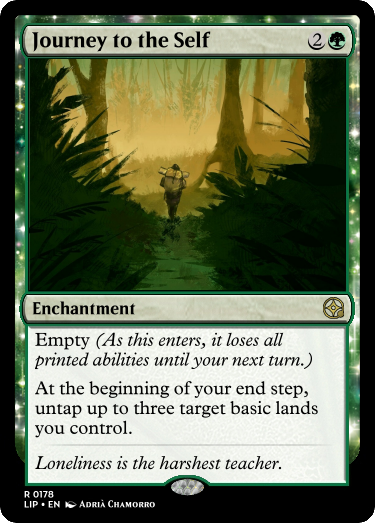 Journey to the Self 2
Enchantment
Empty (As this enters, it loses all
printed abilities until your next turn.)
At the beginning of your end step,
untap up to three target basic lands
you control.
Loneliness is the harshest teacher.
R 0178
LIP • EN Adrià Chamorro